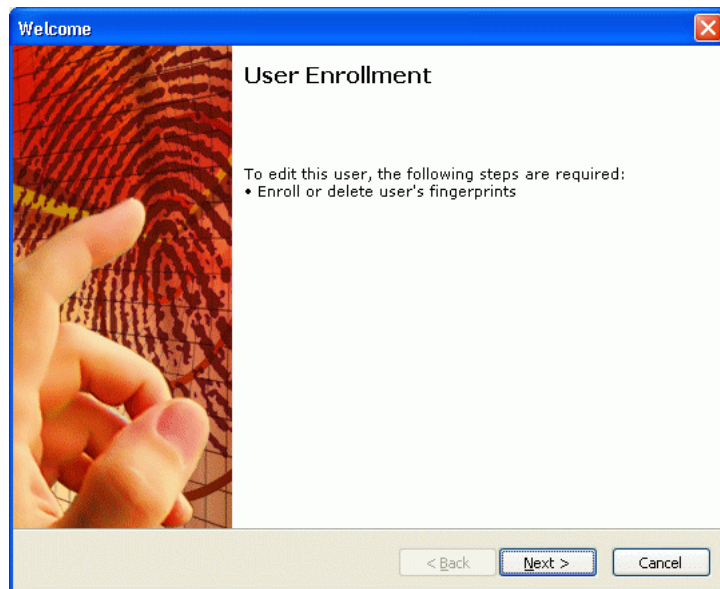 Welcome
User Enrollment
To edit this user, the following steps are required:
• Enroll or delete user's fingerprints
< Back
Next >
Cancel